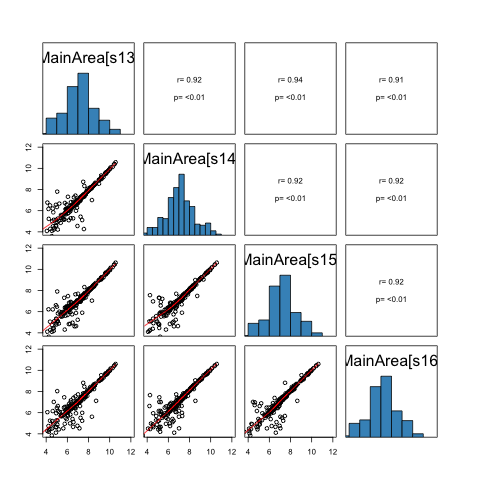 MainArea[s13
r= 0.92
p= <0.01
r= 0.94
p= <0.01
r= 0.91
p= <0.01
4 6 8 10 12
MainArea[s14
r= 0.92
p= <0.01
r= 0.92
p= <0.01
4 6 8 10 12
MainArea[s15
r= 0.92
p= <0.01
4 6 8 10 12
MainArea[s16
4 6 8 10 12
4 6 8 10 12
4 6 8 10 12